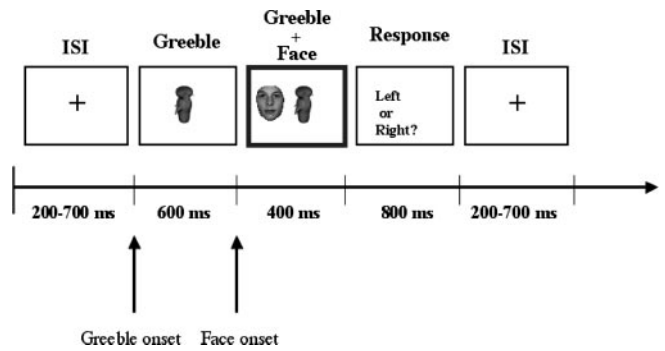 Greeble
+
Face
ISI
Greeble
Response
ISI
+
Left
or
Right?
+
200-700 ms
600 ms
400 ms
800 ms
200-700 ms
Greeble onset
Face onset